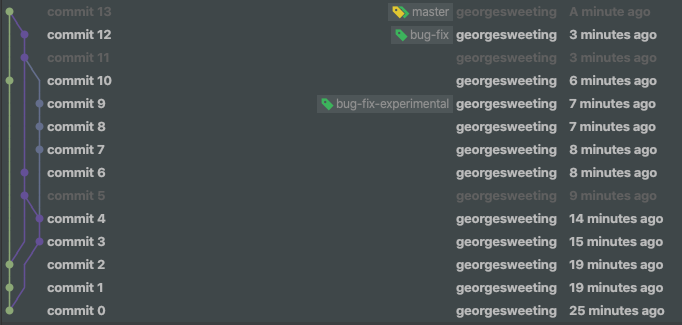 commit 13 master georgesweeting A minute ago
commit 12 bug-fix georgesweeting 3 minutes ago
commit 11 georgesweeting 3 minutes ago
commit 10 georgesweeting 6 minutes ago
commit 9 bug-fix-experimental georgesweeting 7 minutes ago
commit 8 georgesweeting 7 minutes ago
commit 7 georgesweeting 8 minutes ago
commit 6 georgesweeting 8 minutes ago
commit 5 georgesweeting 9 minutes ago
commit 4 georgesweeting 14 minutes ago
commit 3 georgesweeting 15 minutes ago
commit 2 georgesweeting 19 minutes ago
commit 1 georgesweeting 19 minutes ago
commit 0 georgesweeting 25 minutes ago